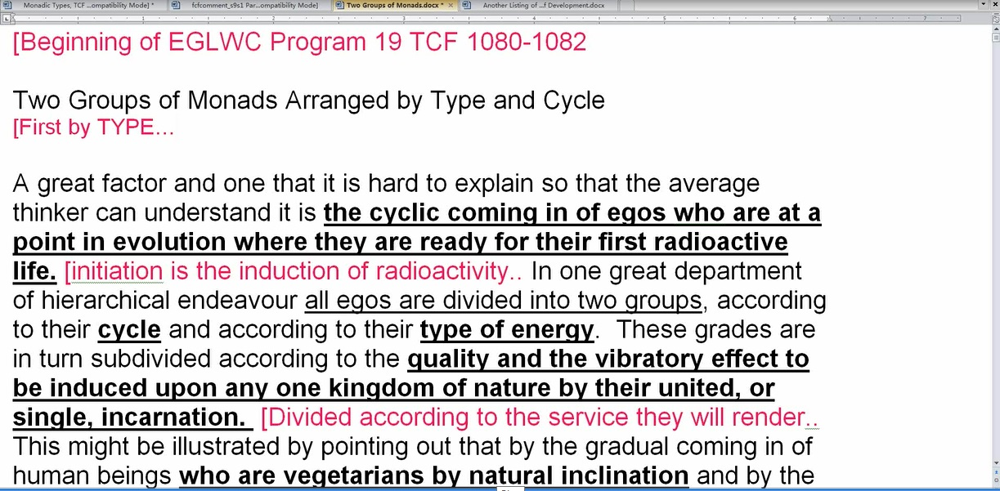 Monadic Types, TCF ...ompatibility Mode] *
fcfcomment_s9s1 Par...ompatibility Mode]
Two Groups of Monads.docx *
Another Listing of ...f Development.docx
1 2 3 4 5 6 7
[Beginning of EGLWC Program 19 TCF 1080-1082
Two Groups of Monads Arranged by Type and Cycle
[First by TYPE...
A great factor and one that it is hard to explain so that the average
thinker can understand it is the cyclic coming in of egos who are at a
point in evolution where they are ready for their first radioactive
life. [initiation is the induction of radioactivity.. In one great department
of hierarchical endeavour all egos are divided into two groups, according
to their cycle and according to their type of energy. These grades are
in turn subdivided according to the quality and the vibratory effect to
be induced upon any one kingdom of nature by their united, or
single, incarnation. [Divided according to the service they will render..
This might be illustrated by pointing out that by the gradual coming in of
human beings who are vegetarians by natural inclination and by the